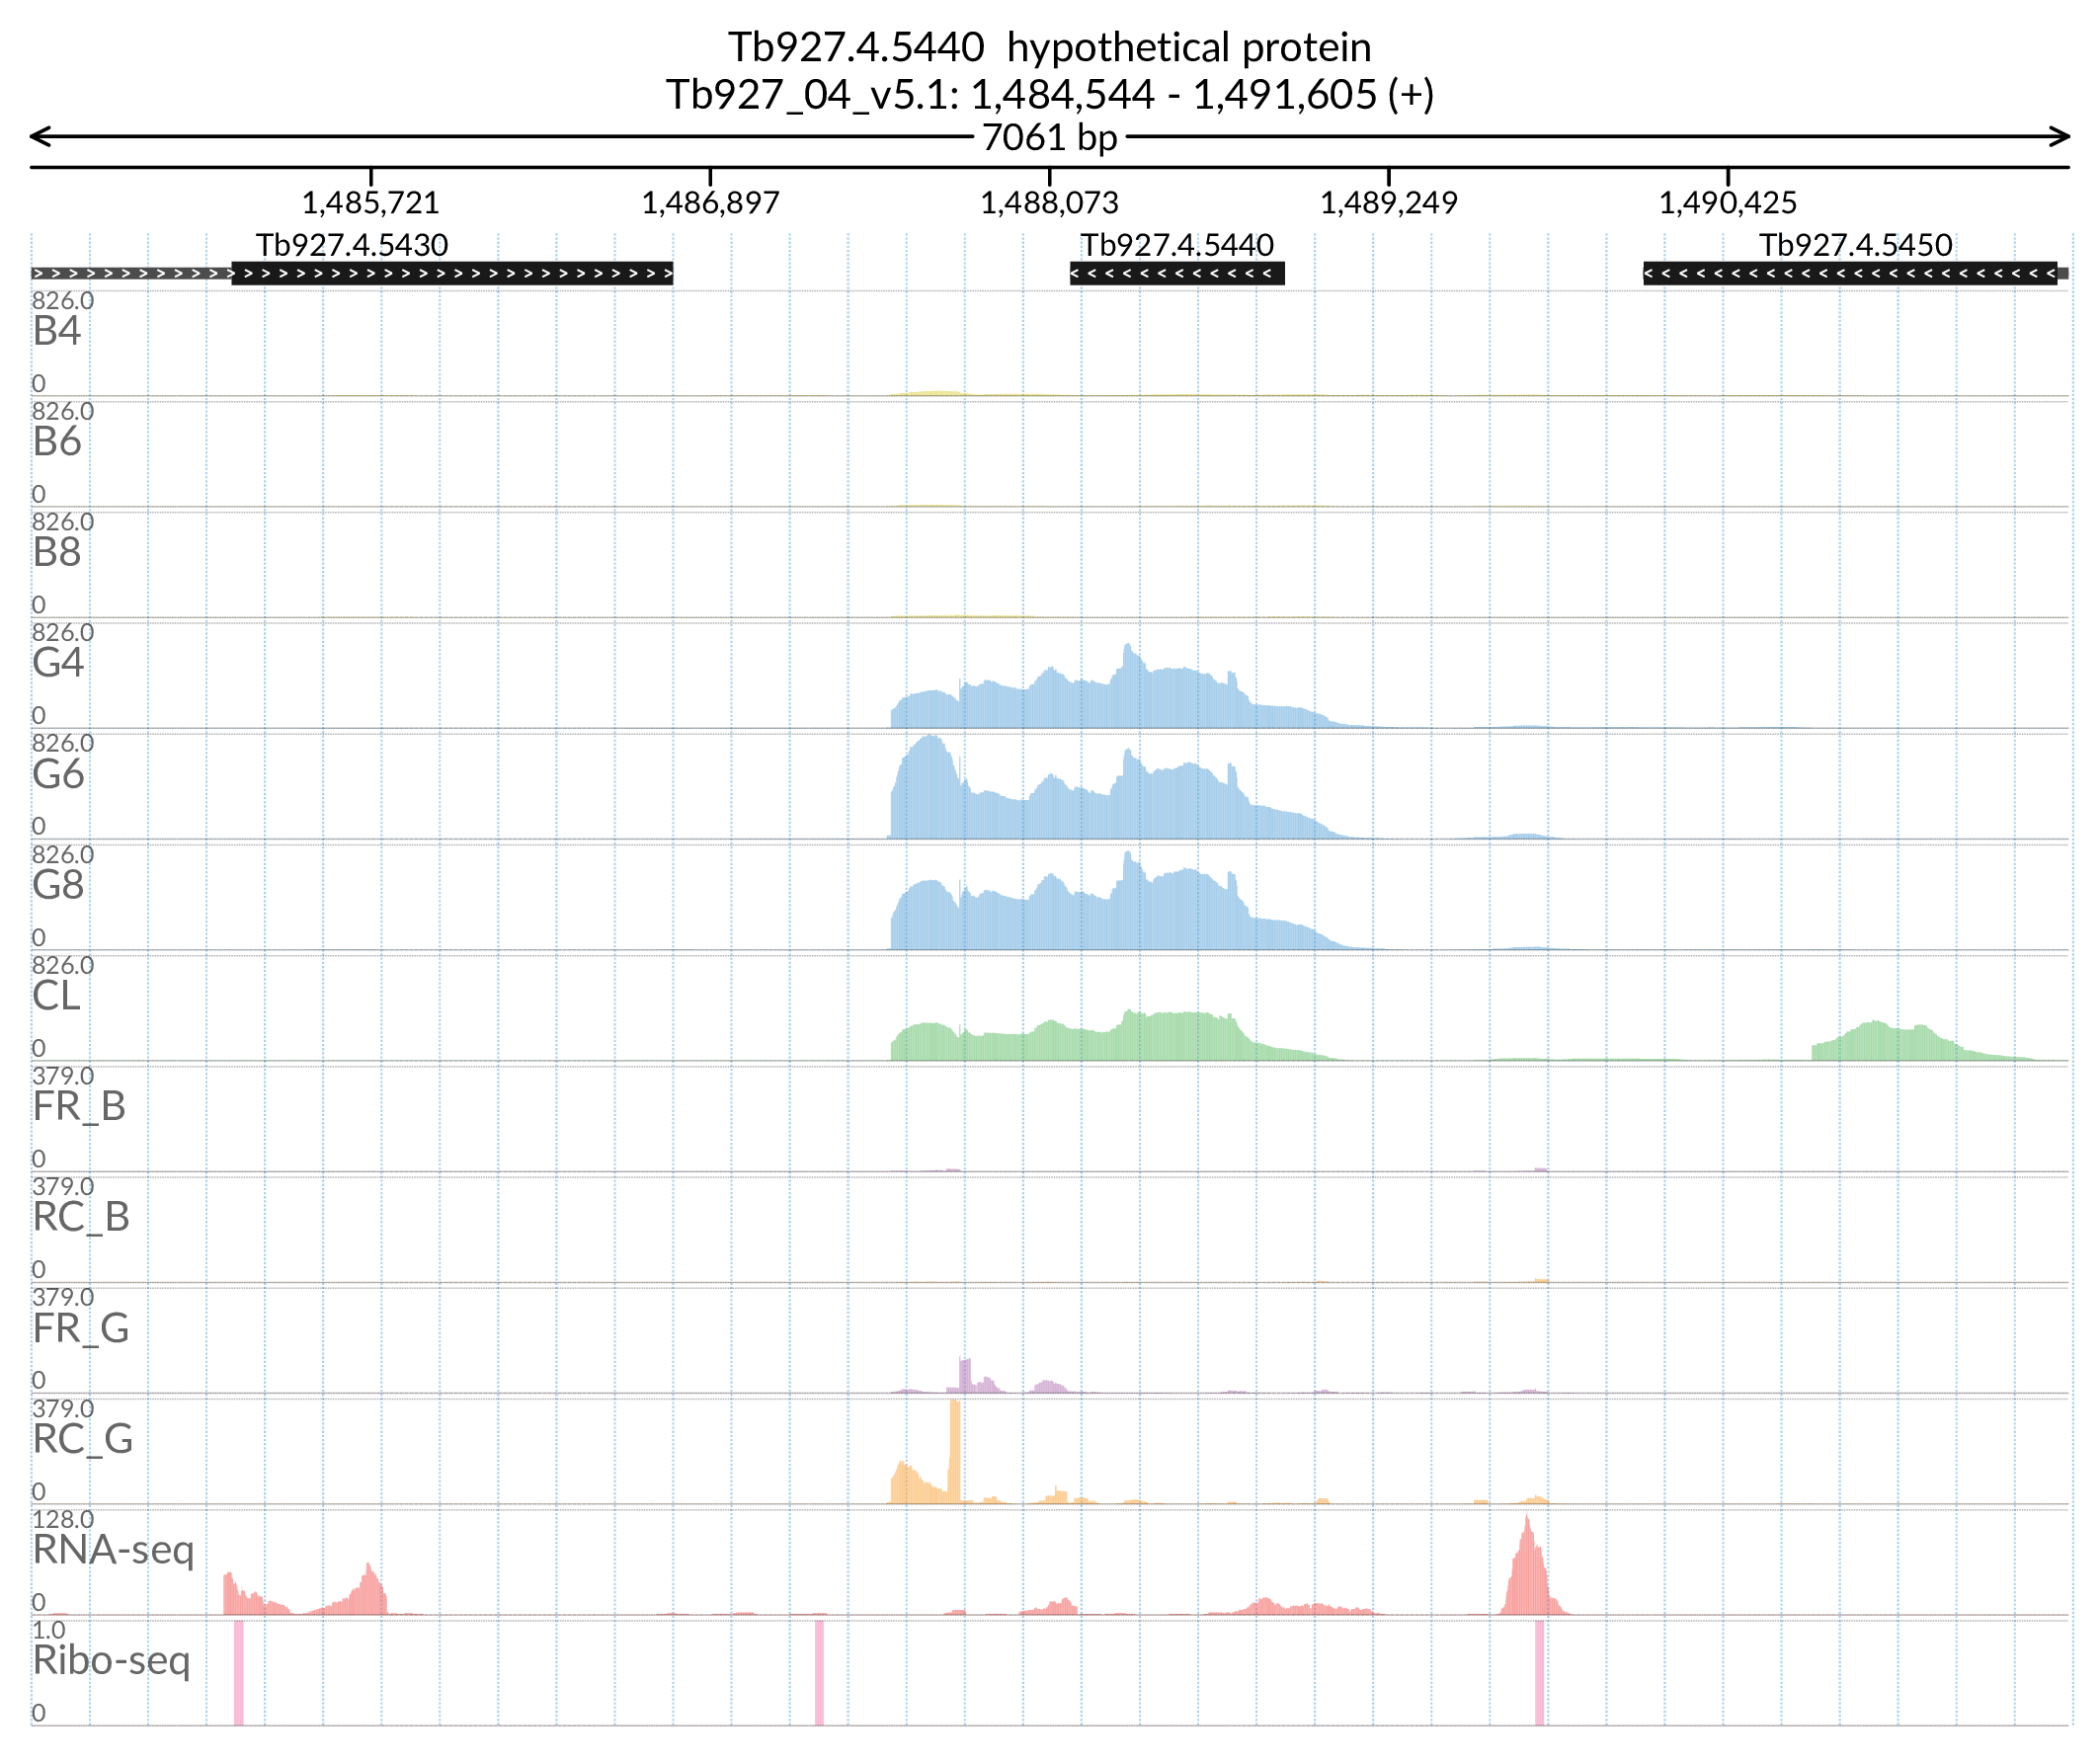 Tb927.4.5440 hypothetical protein
Tb927_04_v5.1: 1,484,544 - 1,491,605 (+)
7061 bp
1,485,721 1,486,897 1,488,073 1,489,249 1,490,425
Tb927.4.5430 Tb927.4.5440 Tb927.4.5450
826.0
B4
0
826.0
B6
0
826.0
B8
0
826.0
G4
0
826.0
G6
0
826.0
G8
0
826.0
CL
0
379.0
FR_B
0
379.0
RC_B
0
379.0
FR_G
0
379.0
RC_G
0
128.0
RNA-seq
0
1.0
Ribo-seq
0